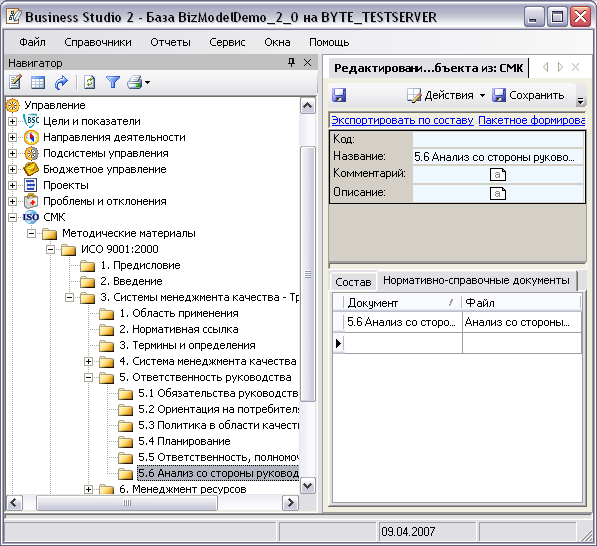 Business Studio 2 - База BizModelDemo_2_0 на BYTE_TESTSERVER
Файл Справочники Отчеты Сервис Окна Помощь
Навигатор
Управление
BSC Цели и показатели
Направления деятельности
Подсистемы управления
Бюджетное управление
Проекты
Проблемы и отклонения
ISO СМК
Методические материалы
ИСО 9001:2000
1. Предисловие
2. Введение
3. Системы менеджмента качества - Тр
1. Область применения
2. Нормативная ссылка
3. Термины и определения
4. Система менеджмента качества
5. Ответственность руководства
5.1 Обязательства руководств
5.2 Ориентация на потребителя
5.3 Политика в области качест
5.4 Планирование
5.5 Ответственность, полномоч
5.6 Анализ со стороны руковод
6. Менеджмент ресурсов
Редактировани...бъекта из: СМК
Действия Сохранить
Экспортировать по составу Пакетное формирова
Код:
Название: 5.6 Анализ со стороны руково...
Комментарий: a
Описание: a
Состав Нормативно-справочные документы
Документ / Файл
5.6 Анализ со сторо... Анализ со стороны...
09.04.2007